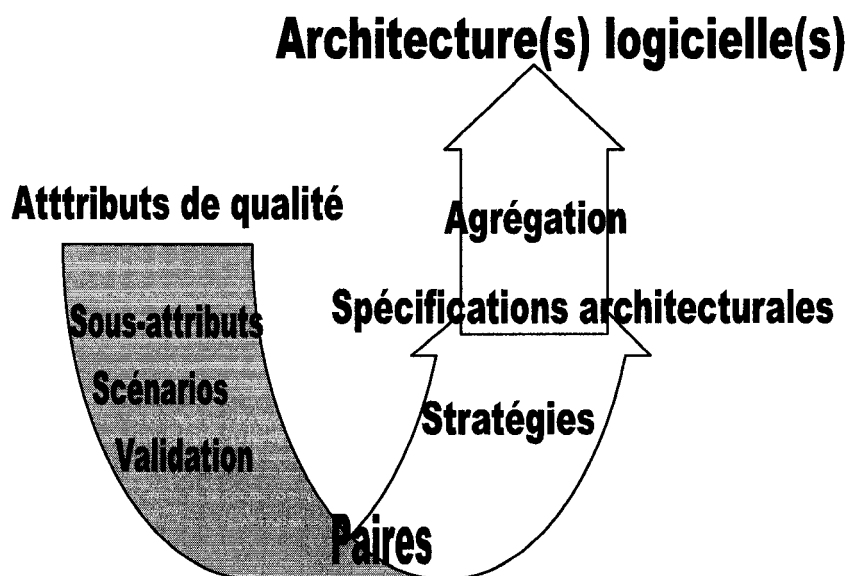 Architecture(s) logicielle(s)
Atttributs de qualité
Agrégation
Sous-attributs
Spécifications architecturales
Scénarios
Stratégies
Validation
Paires